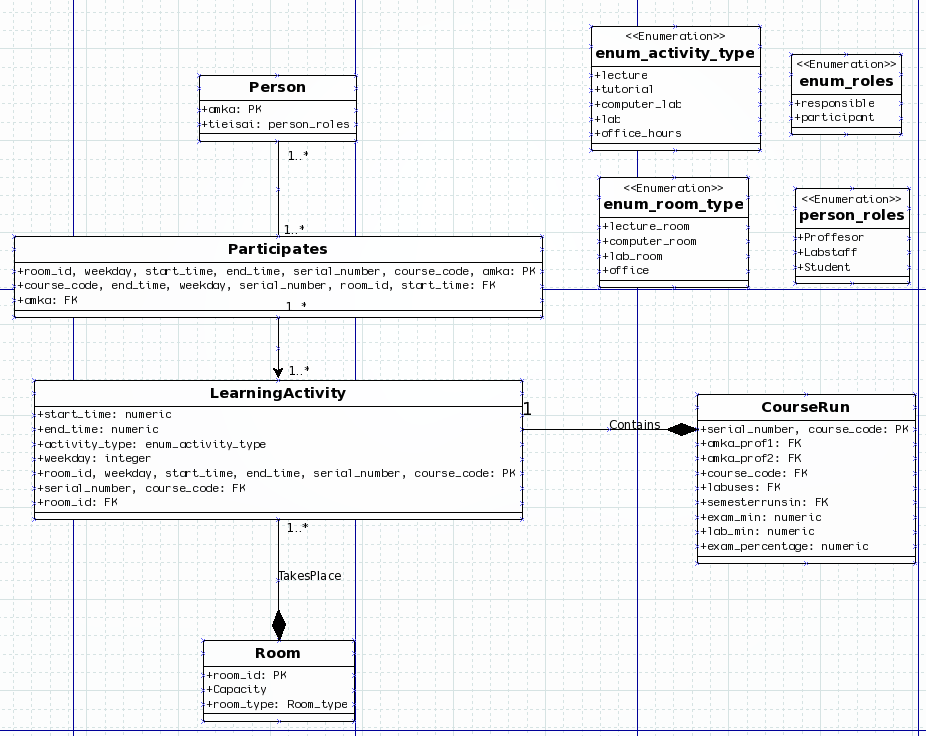 Person
+amka: PK
+tieisai: person_roles
1..*
1..*
Participates
+room_id, weekday, start_time, end_time, serial_number, course_code, amka: PK
+course_code, end_time, weekday, serial_number, room_id, start_time: FK
+amka: FK
1..*
1..*
LearningActivity
+start_time: numeric
+end_time: numeric
+activity_type: enum_activity_type
+weekday: integer
+room_id, weekday, start_time, end_time, serial_number, course_code: PK
+serial_number, course_code: FK
+room_id: FK
1..*
TakesPlace
Room
+room_id: PK
+Capacity
+room_type: Room_type
<<Enumeration>>
enum_activity_type
+lecture
+tutorial
+computer_lab
+lab
+office_hours
<<Enumeration>>
enum_roles
+responsible
+participant
<<Enumeration>>
enum_room_type
+lecture_room
+computer_room
+lab_room
+office
<<Enumeration>>
person_roles
+Proffesor
+Labstaff
+Student
1
Contains
CourseRun
+serial_number, course_code: PK
+amka_prof1: FK
+amka_prof2: FK
+course_code: FK
+labuses: FK
+semesterrunsin: FK
+exam_min: numeric
+lab_min: numeric
+exam_percentage: numeric